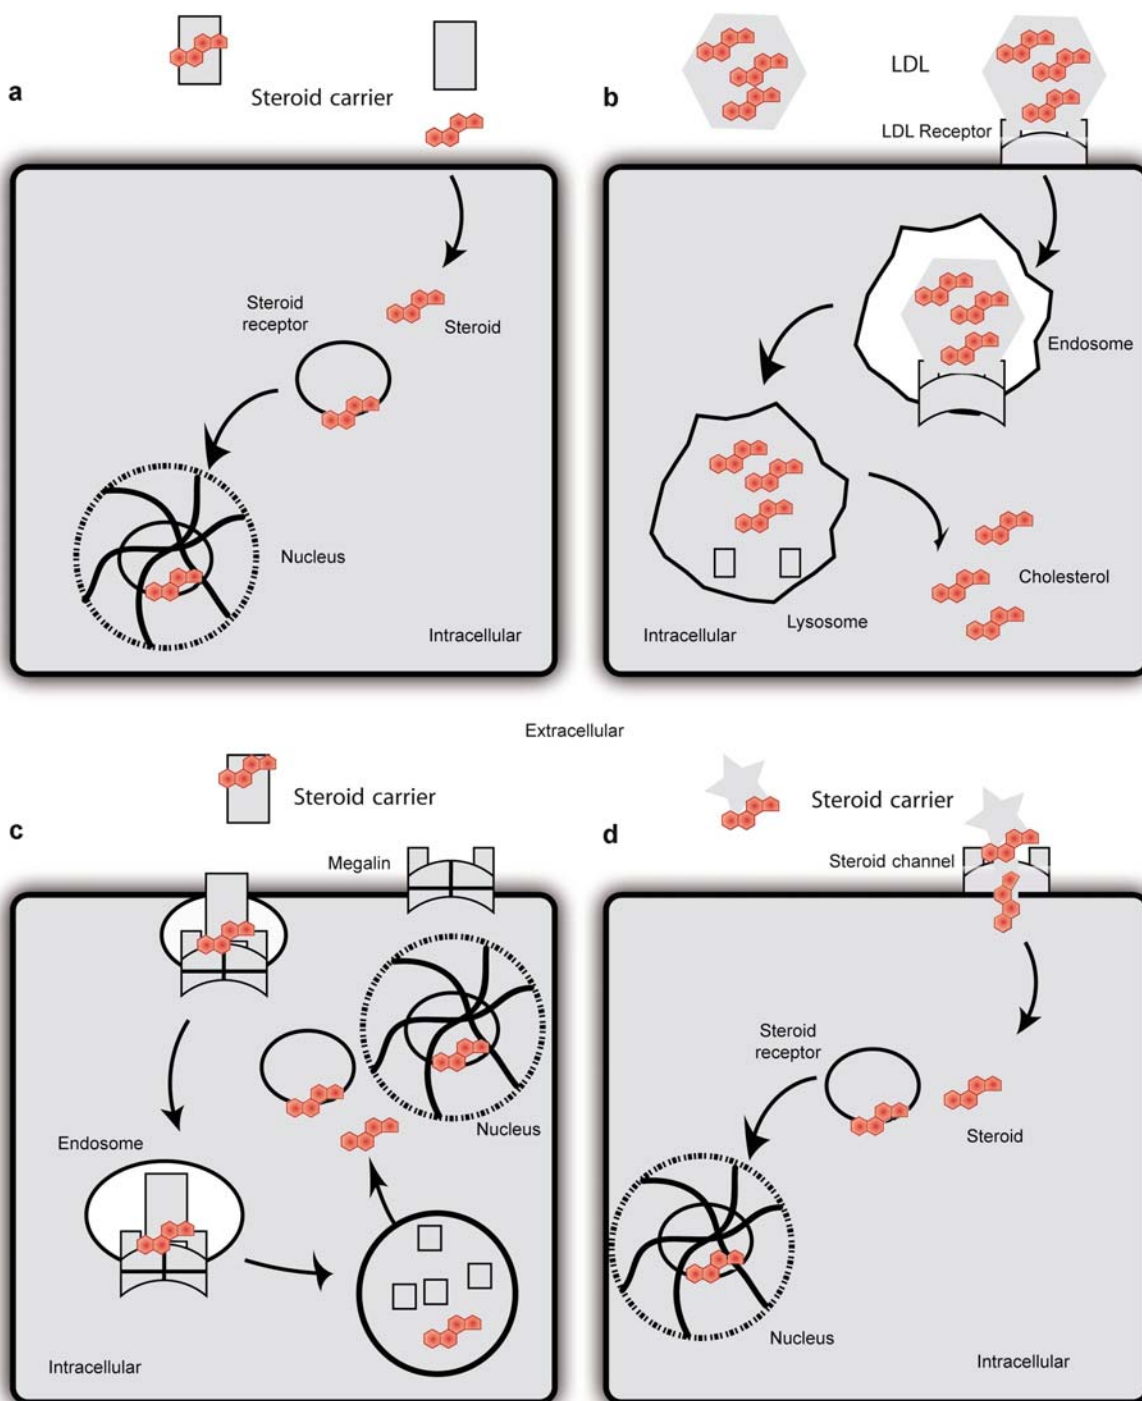 a
Steroid carrier
Steroid
receptor
Steroid
Nucleus
Intracellular
b
LDL
LDL Receptor
Endosome
Lysosome
Cholesterol
Intracellular
Extracellular
c
Steroid carrier
Megalin
Nucleus
Endosome
Intracellular
d
Steroid carrier
Steroid channel
Steroid
receptor
Steroid
Nucleus
Intracellular